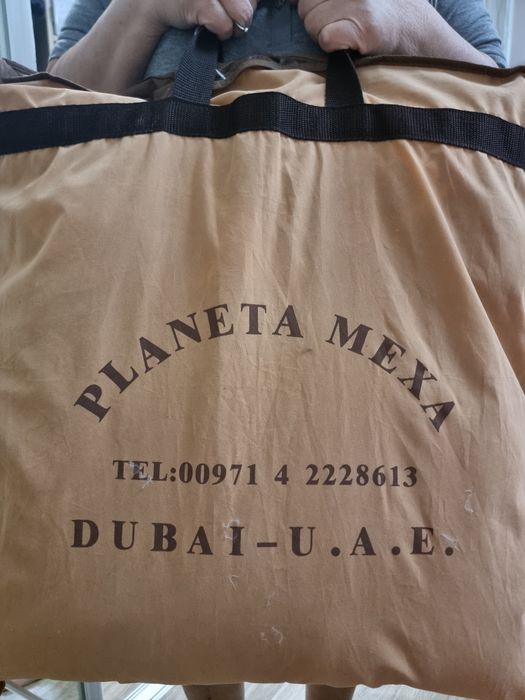 PLANETA MEXA
TEL:00971 4 2228613
DUBAI-U.A.E.